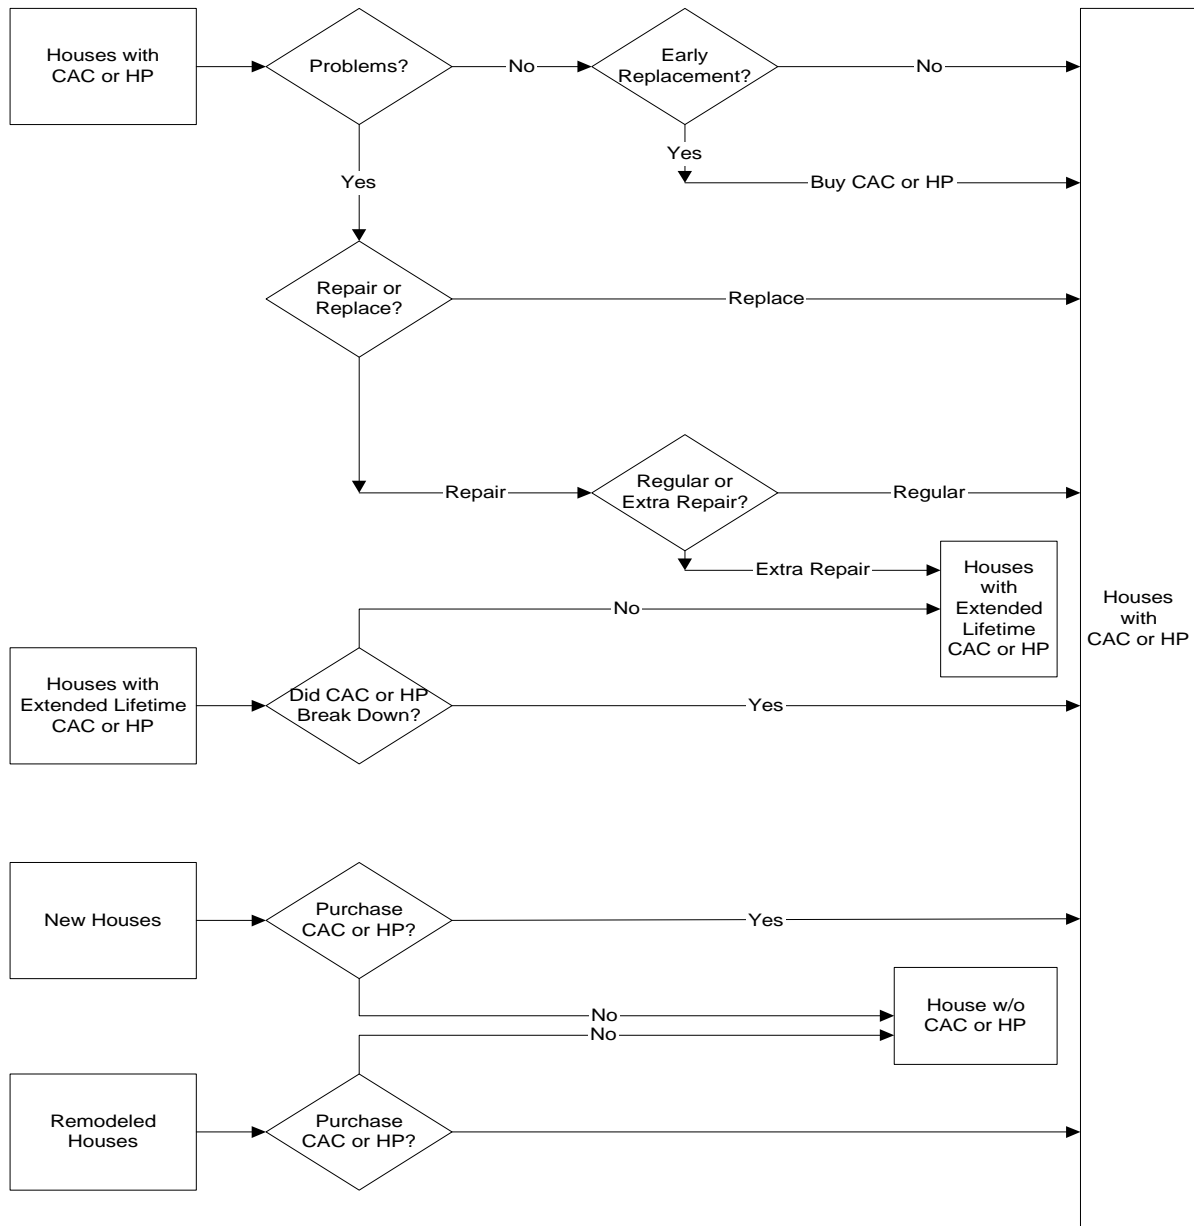 Houses with
CAC or HP
Problems?
No
Early
Replacement?
No
Yes
Buy CAC or HP
Yes
Repair or
Replace?
Replace
Repair
Regular or
Extra Repair?
Regular
Extra Repair
Houses
with
Extended
Lifetime
CAC or HP
No
Houses with
Extended Lifetime
CAC or HP
Did CAC or HP
Break Down?
Yes
Houses
with
CAC or HP
New Houses
Purchase
CAC or HP?
Yes
No
House w/o
CAC or HP
No
Remodeled
Houses
Purchase
CAC or HP?